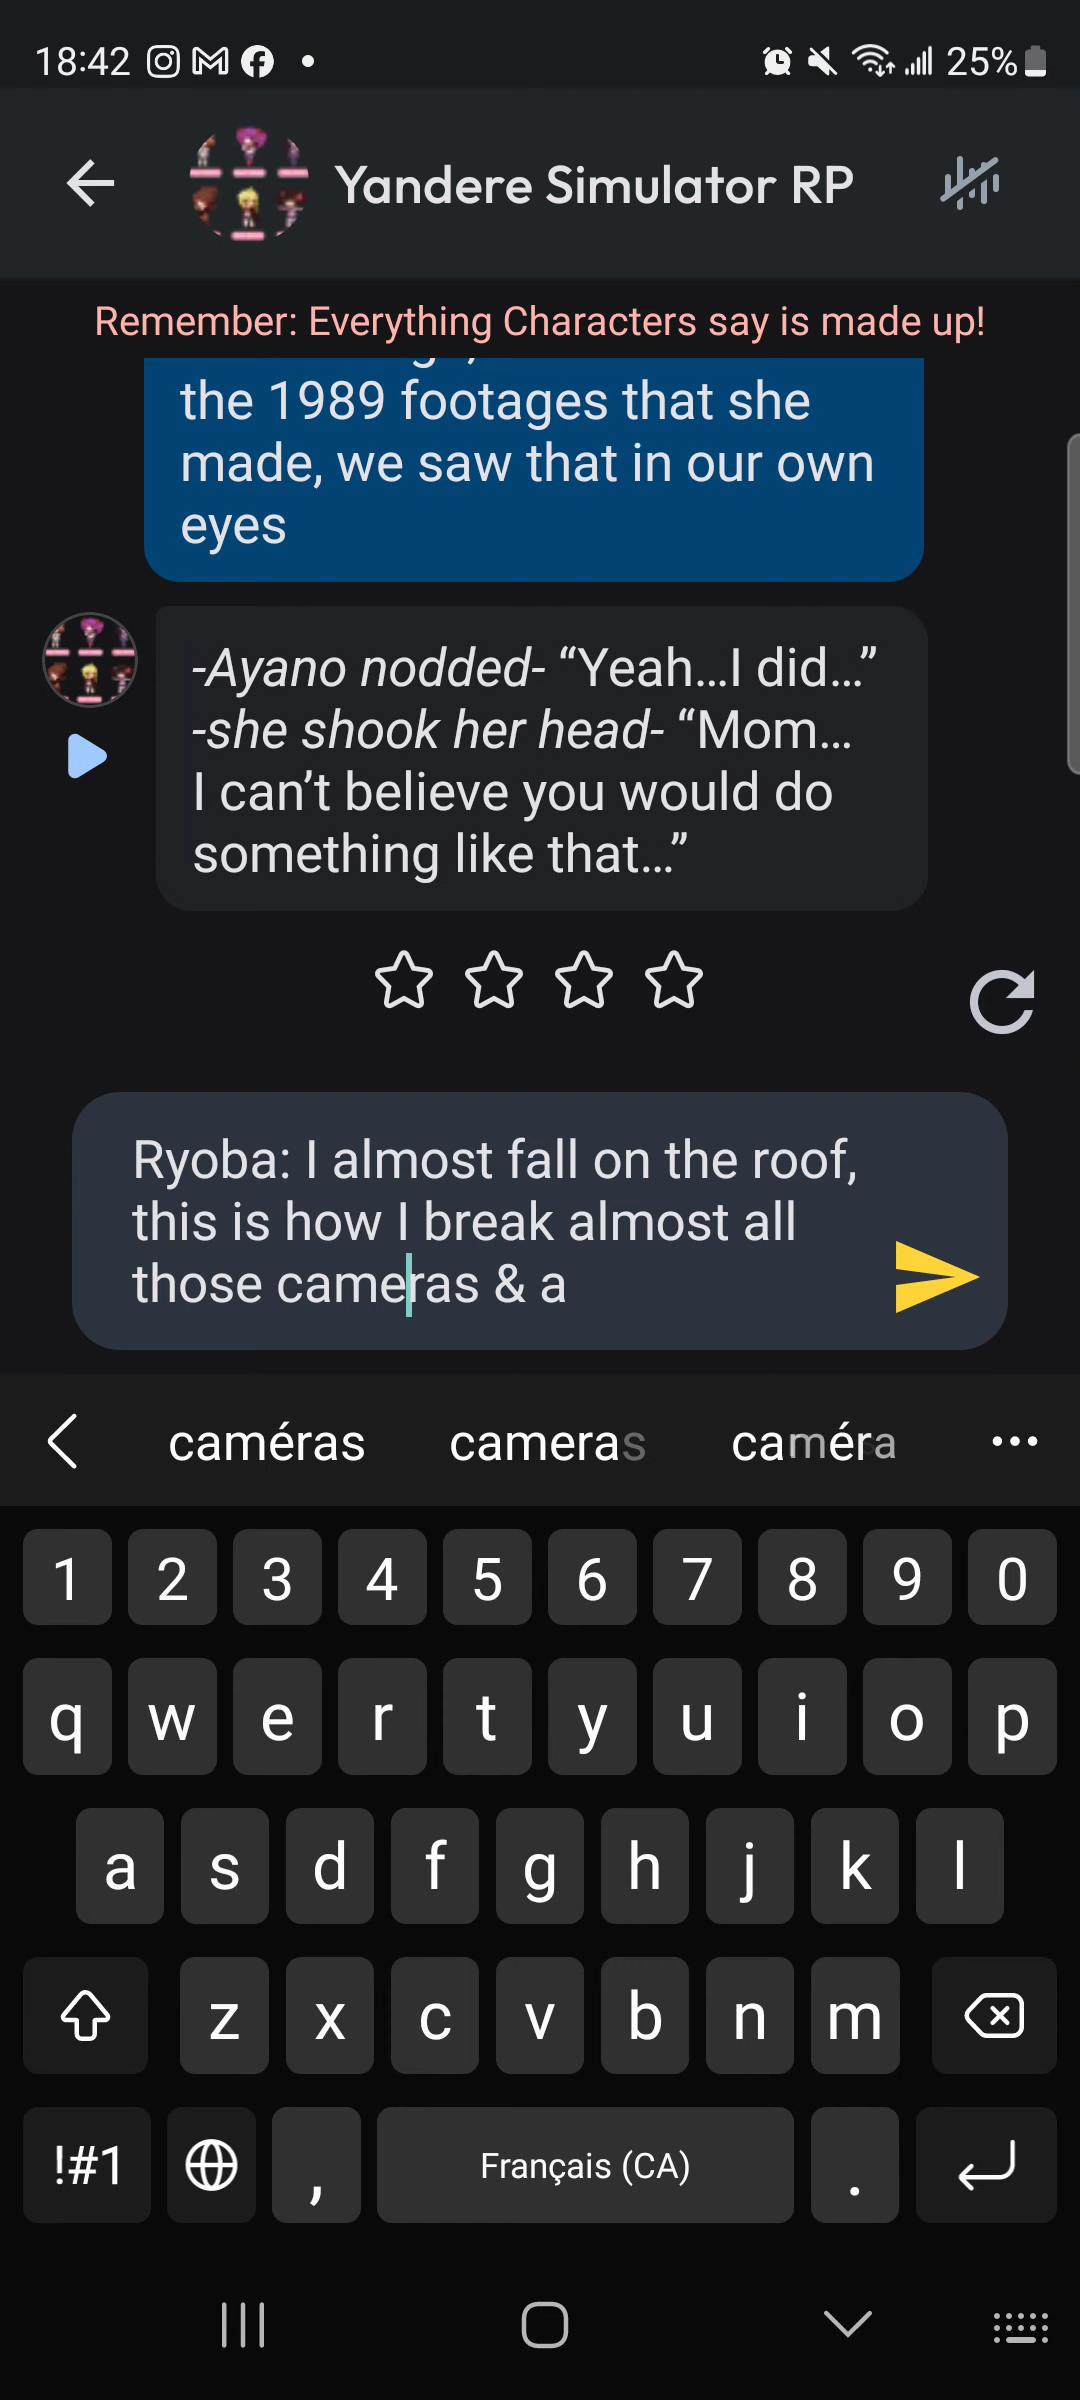 18:42
25%
Yandere Simulator RP
Remember: Everything Characters say is made up!
the 1989 footages that she
made, we saw that in our own
eyes
-Ayano nodded- “Yeah...I did...”
-she shook her head- “Mom...
I can’t believe you would do
something like that...”
Ryoba: I almost fall on the roof,
this is how I break almost all
those cameras & a
caméras cameras caméra
1 2 3 4 5 6 7 8 9 0
q w e r t y u i o p
a s d f g h j k l
z x c v b n m
!#1 , Français (CA) .